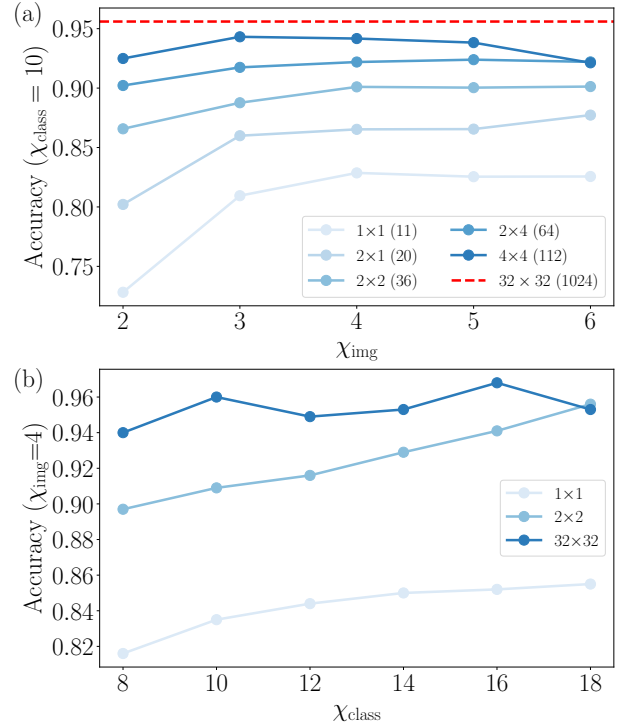 (a)
Accuracy (χclass = 10)
0.95
0.90
0.85
0.80
0.75
1×1 (11)
2×1 (20)
2×2 (36)
2×4 (64)
4×4 (112)
32 × 32 (1024)
2 3 4 5 6
χimg
(b)
Accuracy (χimg=4)
0.96
0.94
0.92
0.90
0.88
0.86
0.84
0.82
1×1
2×2
32×32
8 10 12 14 16 18
χclass